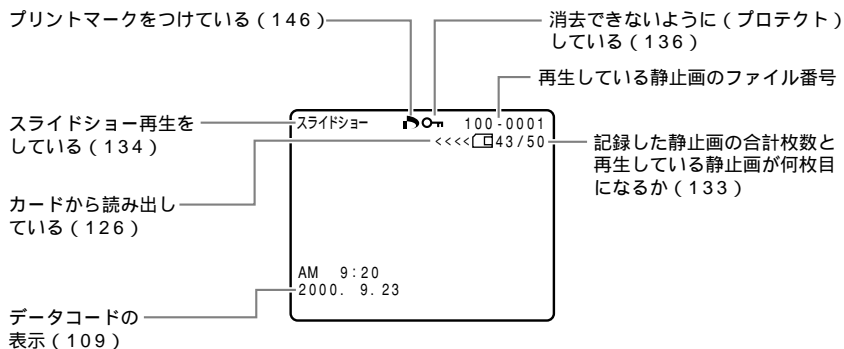 プリントマークをつけている(146)
消去できないように(プロテクト)
している(136)
再生している静止画のファイル番号
スライドショー再生を
している(134)
スライドショー 100-0001
<<<< 43/50
記録した静止画の合計枚数と
再生している静止画が何枚目
になるか(133)
カードから読み出し
ている(126)
AM 9:20
2000. 9.23
データコードの
表示(109)